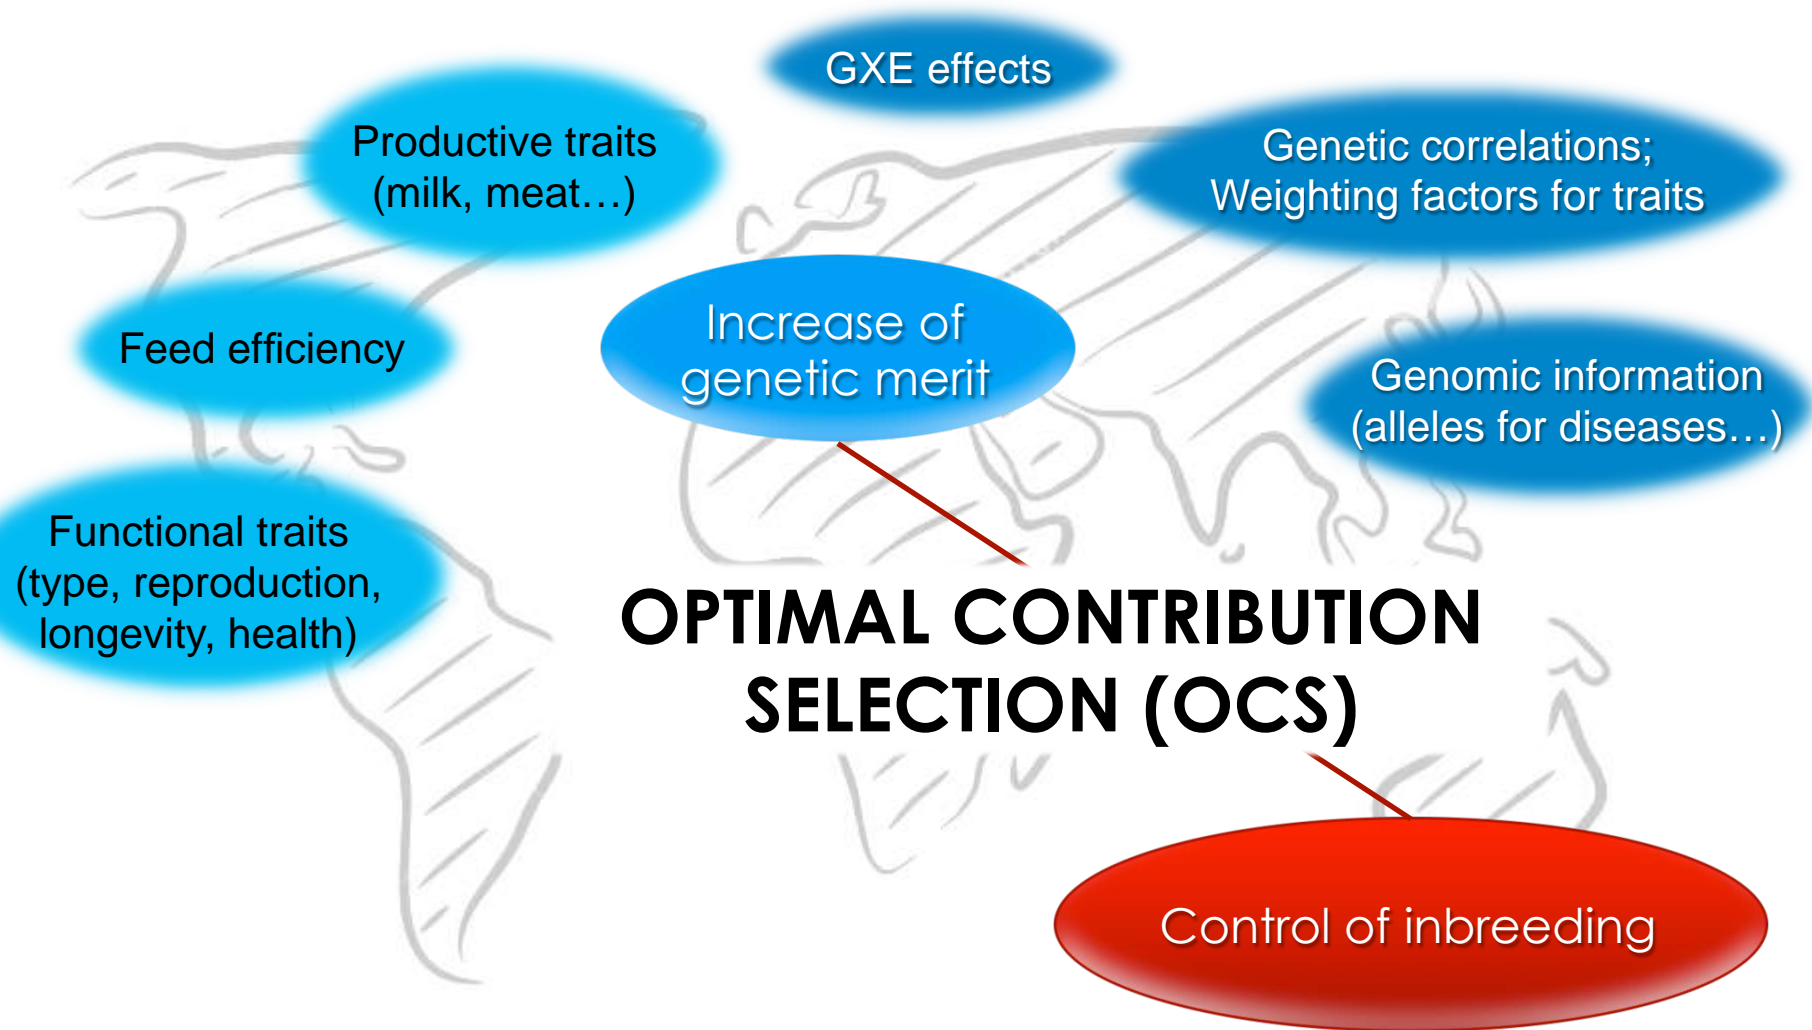 GXE effects
Productive traits
(milk, meat…)
Genetic correlations;
Weighting factors for traits
Increase of
genetic merit
Feed efficiency
Genomic information
(alleles for diseases…)
Functional traits
(type, reproduction,
longevity, health)
OPTIMAL CONTRIBUTION
SELECTION (OCS)
Control of inbreeding